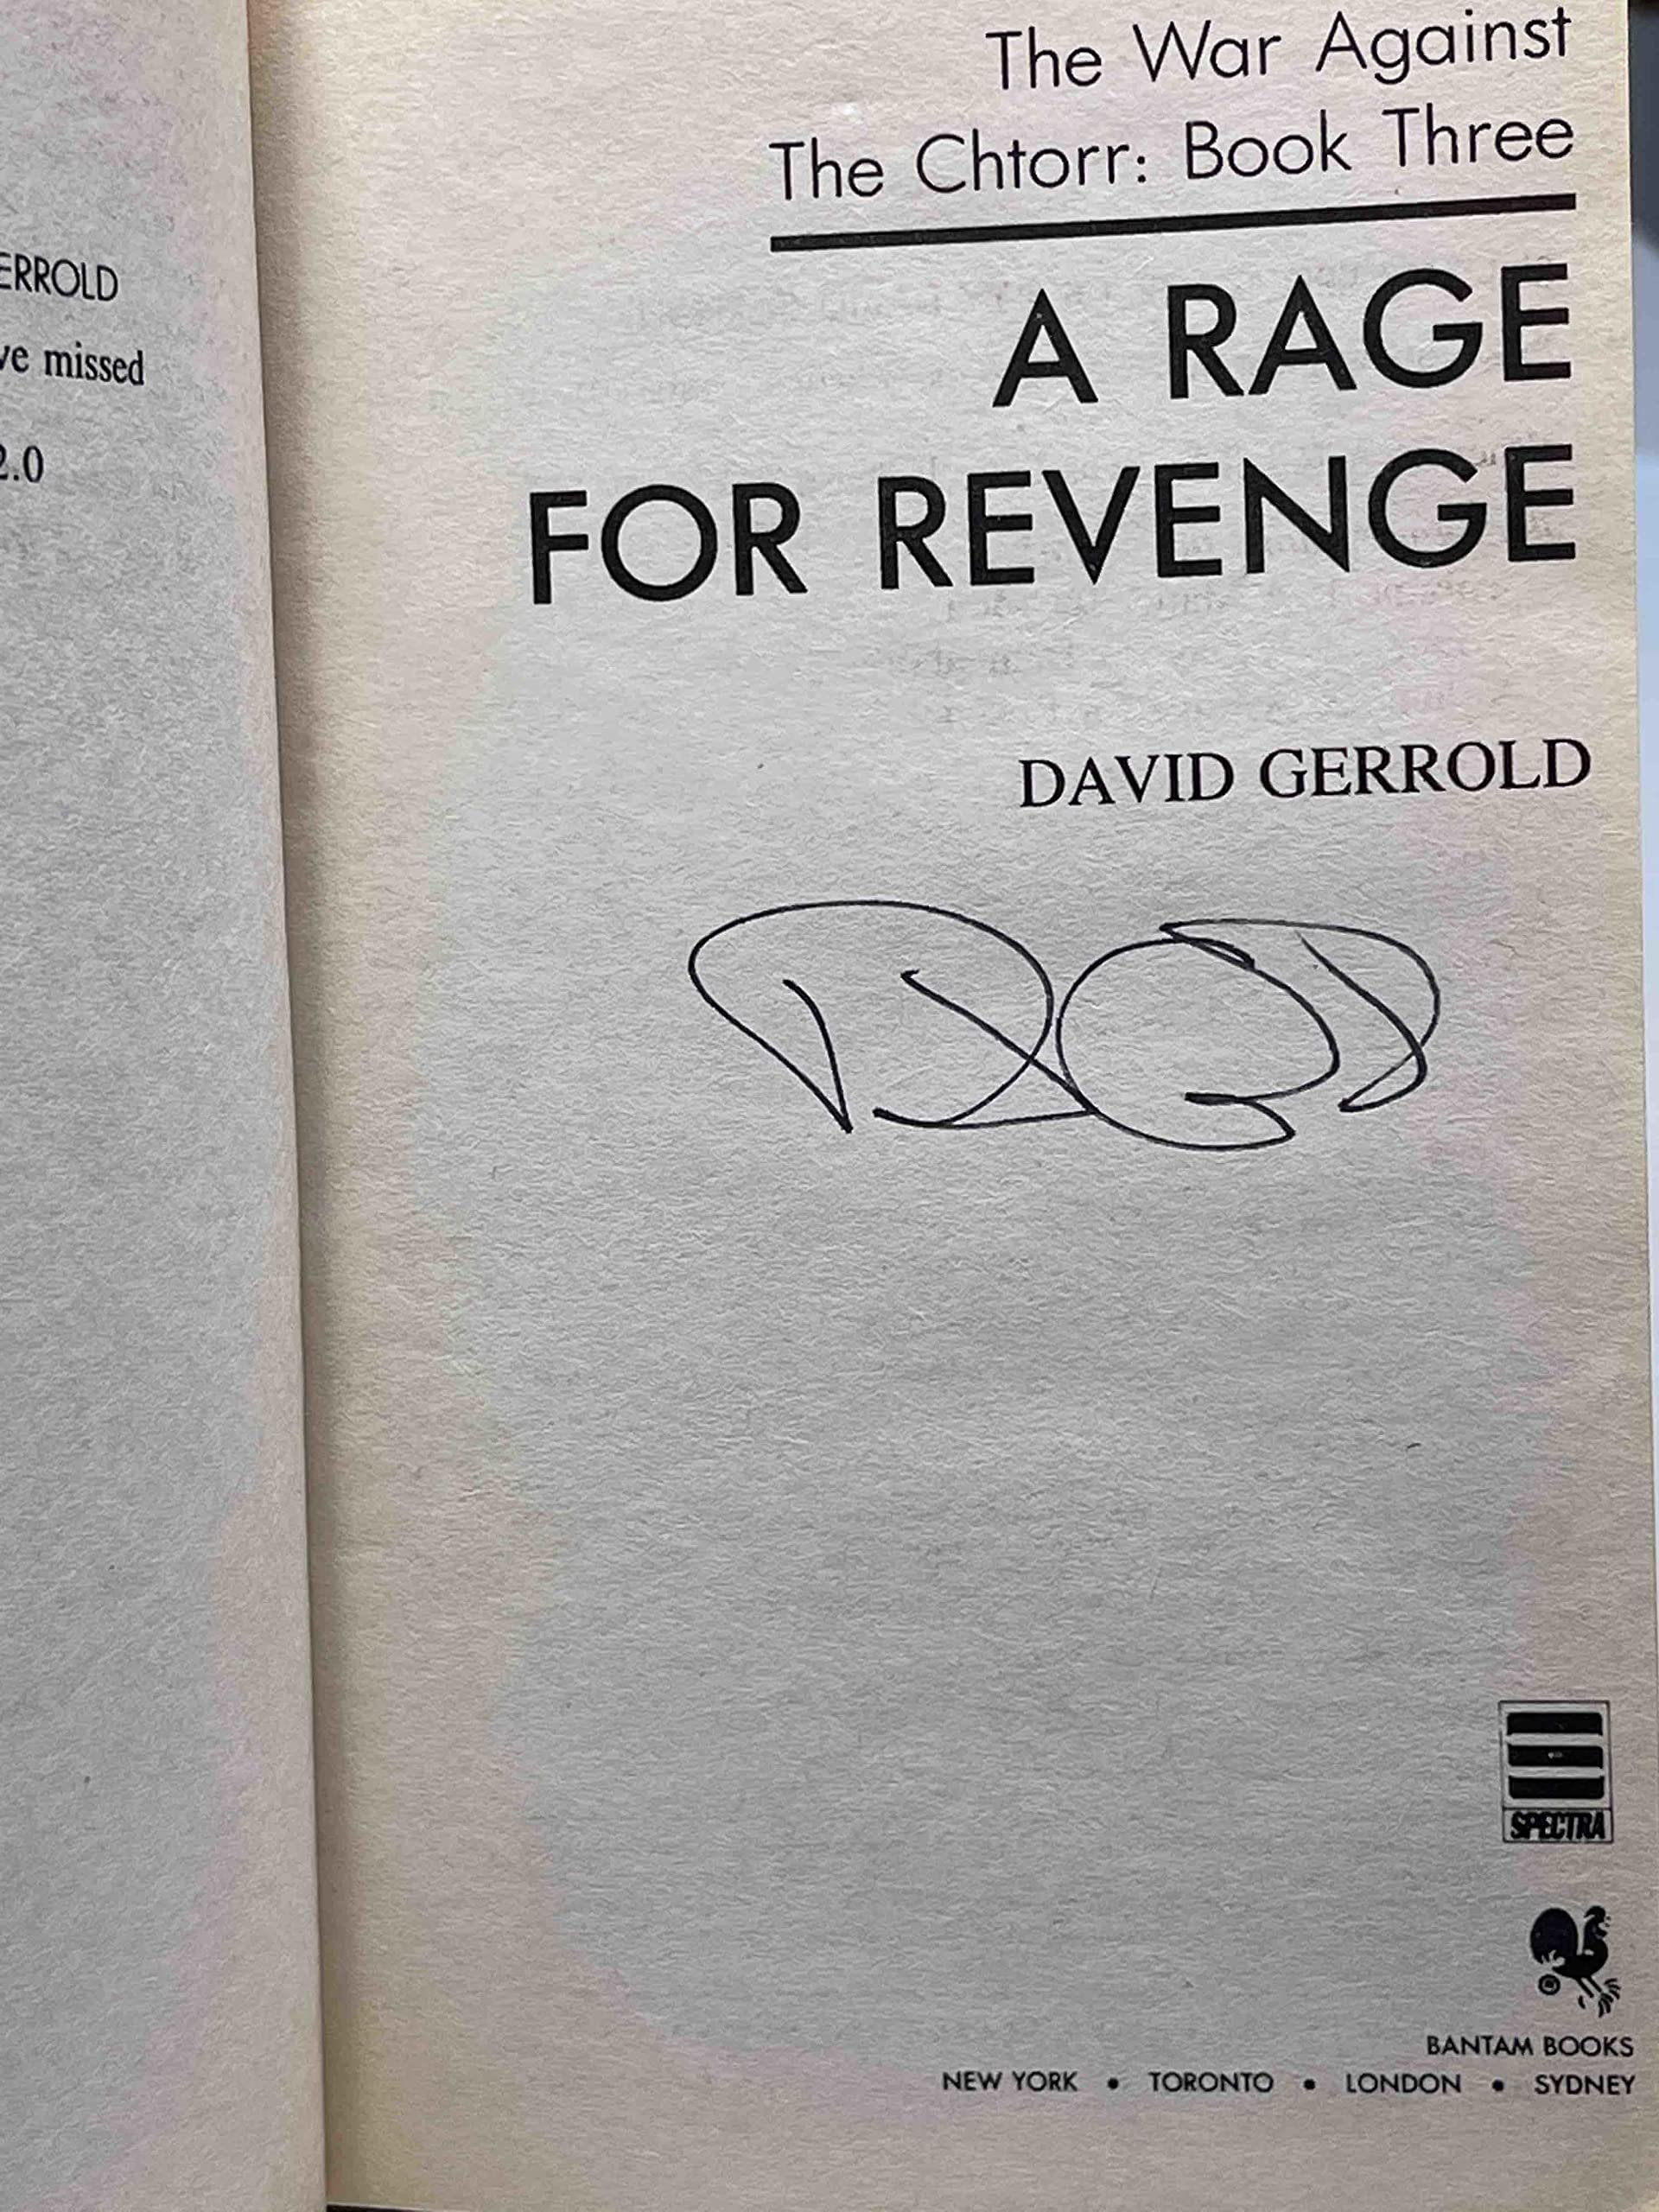 ERROLD
ve missed
2.0
The War Against
The Chtorr: Book Three
A RAGE
FOR REVENGE
DAVID GERROLD
SPECTRA
BANTAM BOOKS
NEW YORK • TORONTO • LONDON • SYDNEY